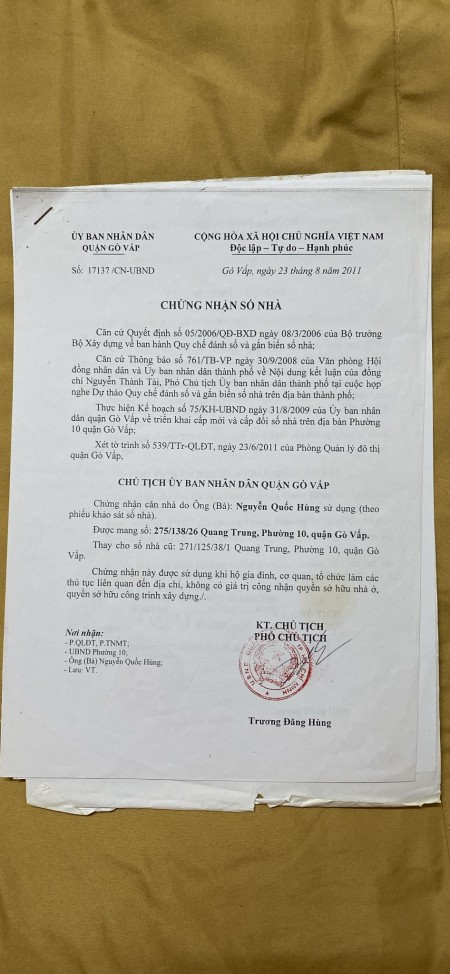 ỦY BAN NHÂN DÂN
QUẬN GÒ VẤP
CỘNG HÒA XÃ HỘI CHỦ NGHĨA VIỆT NAM
Độc lập – Tự do – Hạnh phúc
Số: 17137 /CN-UBND
Gò Vấp, ngày 23 tháng 8 năm 2011
CHỨNG NHẬN SỐ NHÀ
Căn cứ Quyết định số 05/2006/QĐ-BXD ngày 08/3/2006 của Bộ trưởng
Bộ Xây dựng về ban hành Quy chế đánh số và gắn biển số nhà;
Căn cứ Thông báo số 761/TB-VP ngày 30/9/2008 của Văn phòng Hội
đồng nhân dân và Ủy ban nhân dân thành phố về Nội dung kết luận của đồng
chí Nguyễn Thành Tài, Phó Chủ tịch Ủy ban nhân dân thành phố tại cuộc họp
nghe Dự thảo Quy chế đánh số và gắn biển số nhà trên địa bàn thành phố;
Thực hiện Kế hoạch số 75/KH-UBND ngày 31/8/2009 của Ủy ban nhân
dân quận Gò Vấp về triển khai cấp mới và cấp đổi số nhà trên địa bàn Phường
10 quận Gò Vấp;
Xét tờ trình số 539/TTr-QLĐT, ngày 23/6/2011 của Phòng Quản lý đô thị
quận Gò Vấp,
CHỦ TỊCH ỦY BAN NHÂN DÂN QUẬN GÒ VẤP
Chứng nhận căn nhà do Ông (Bà): Nguyễn Quốc Hùng sử dụng (theo
phiếu khảo sát số nhà).
Được mang số: 275/138/26 Quang Trung, Phường 10, quận Gò Vấp.
Thay cho số nhà cũ: 271/125/38/1 Quang Trung, Phường 10, quận Gò
Vấp.
Chứng nhận này được sử dụng khi hộ gia đình, cơ quan, tổ chức làm các
thủ tục liên quan đến địa chỉ, không có giá trị công nhận quyền sở hữu nhà ở,
quyền sở hữu công trình xây dựng./.
KT. CHỦ TỊCH
PHÓ CHỦ TỊCH
Nơi nhận:
- P.QLĐT, P.TNMT;
- UBND Phường 10;
- Ông (Bà) Nguyễn Quốc Hùng;
- Lưu: VT.
Trương Đăng Hùng